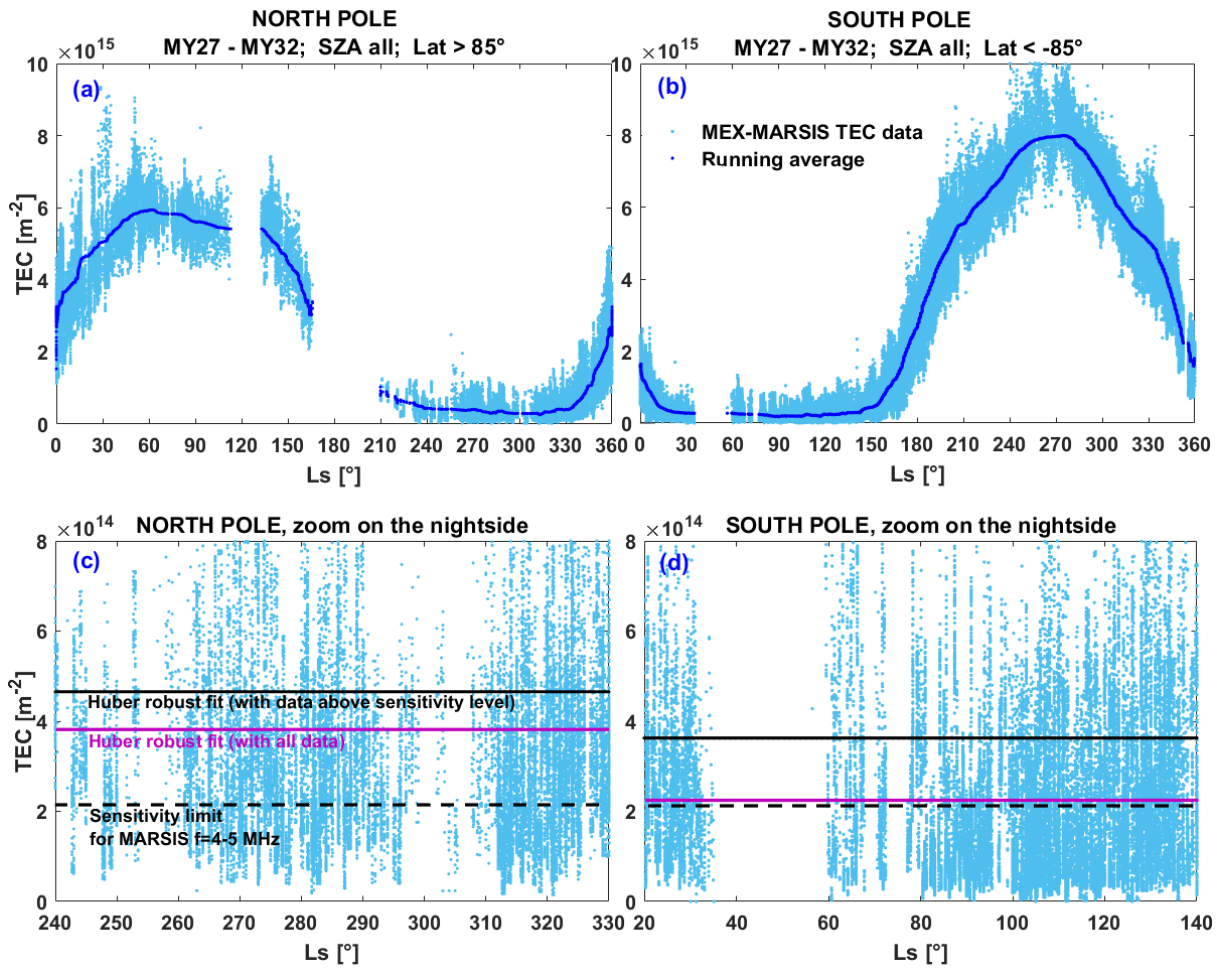 NORTH POLE
MY27 - MY32; SZA all; Lat > 85°
×10^15
(a)
TEC [m^-2]
10
8
6
4
2
0
0 30 60 90 120 150 180 210 240 270 300 330 360
Ls [°]
SOUTH POLE
MY27 - MY32; SZA all; Lat < -85°
×10^15
(b)
MEX-MARSIS TEC data
Running average
10
8
6
4
2
0
0 30 60 90 120 150 180 210 240 270 300 330 360
Ls [°]
×10^14
NORTH POLE, zoom on the nightside
(c)
TEC [m^-2]
8
6
4
2
0
Huber robust fit (with data above sensitivity level)
Huber robust fit (with all data)
Sensitivity limit
for MARSIS f=4-5 MHz
240 250 260 270 280 290 300 310 320 330
Ls [°]
×10^14
SOUTH POLE, zoom on the nightside
(d)
8
6
4
2
0
20 40 60 80 100 120 140
Ls [°]